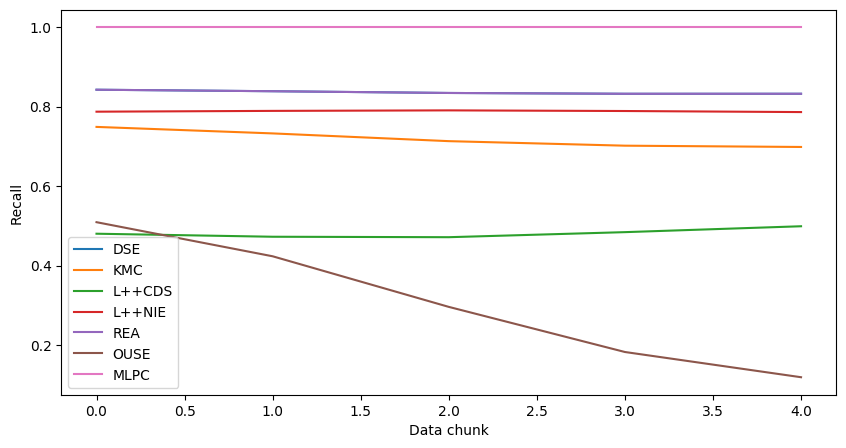 Recall
1.0
0.8
0.6
0.4
0.2
DSE
KMC
L++CDS
L++NIE
REA
OUSE
MLPC
0.0 0.5 1.0 1.5 2.0 2.5 3.0 3.5 4.0
Data chunk